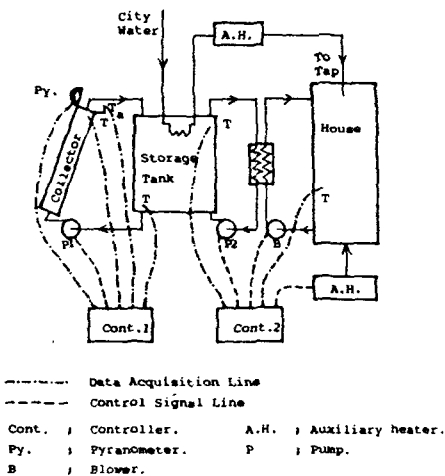 City
Water
A.H.
To
Tap
Py.
Ta
T
T
T
House
Collector
Storage
Tank
T
T
P1
P2
B
A.H.
Cont.1
Cont.2
Data Acquisition Line
Control Signal Line
Cont. ; Controller. A.H. ; Auxiliary heater.
Py. ; Pyranometer. P ; Pump.
B ; Blower.